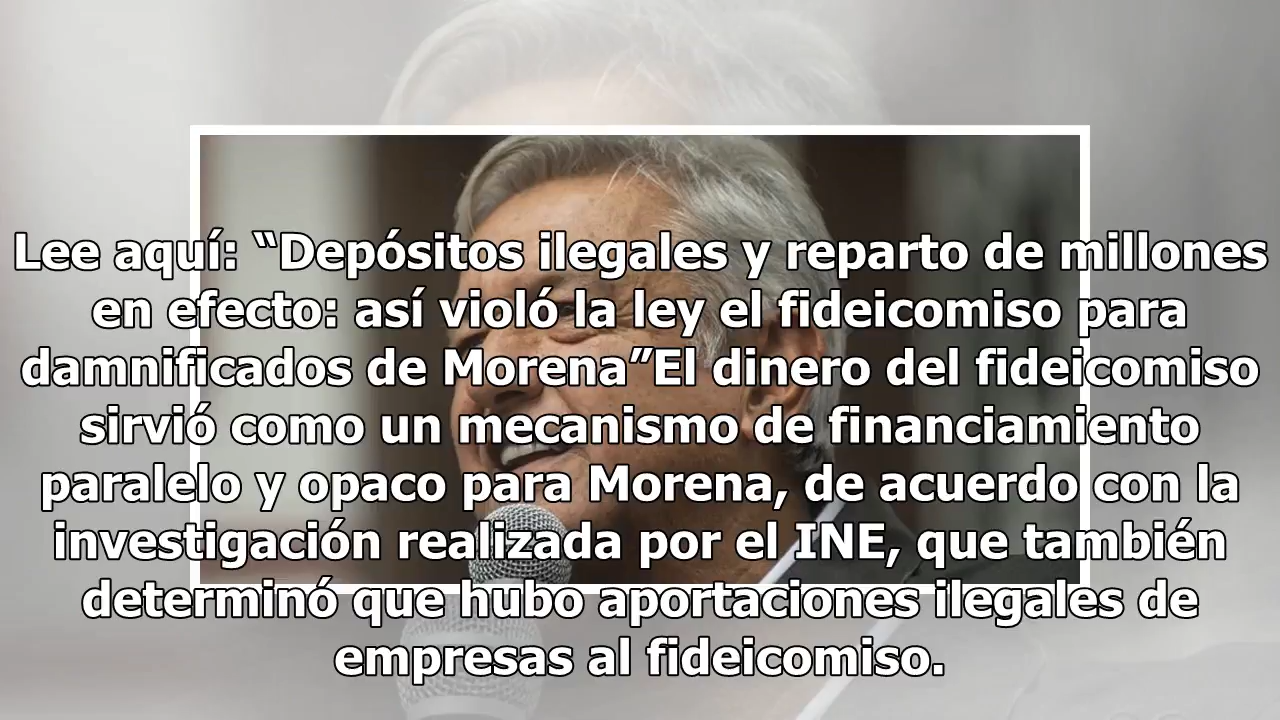 Lee aquí: “Depósitos ilegales y reparto de millones
en efecto: así violó la ley el fideicomiso para
damnificados de Morena”El dinero del fideicomiso
sirvió como un mecanismo de financiamiento
paralelo y opaco para Morena, de acuerdo con la
investigación realizada por el INE, que también
determinó que hubo aportaciones ilegales de
empresas al fideicomiso.